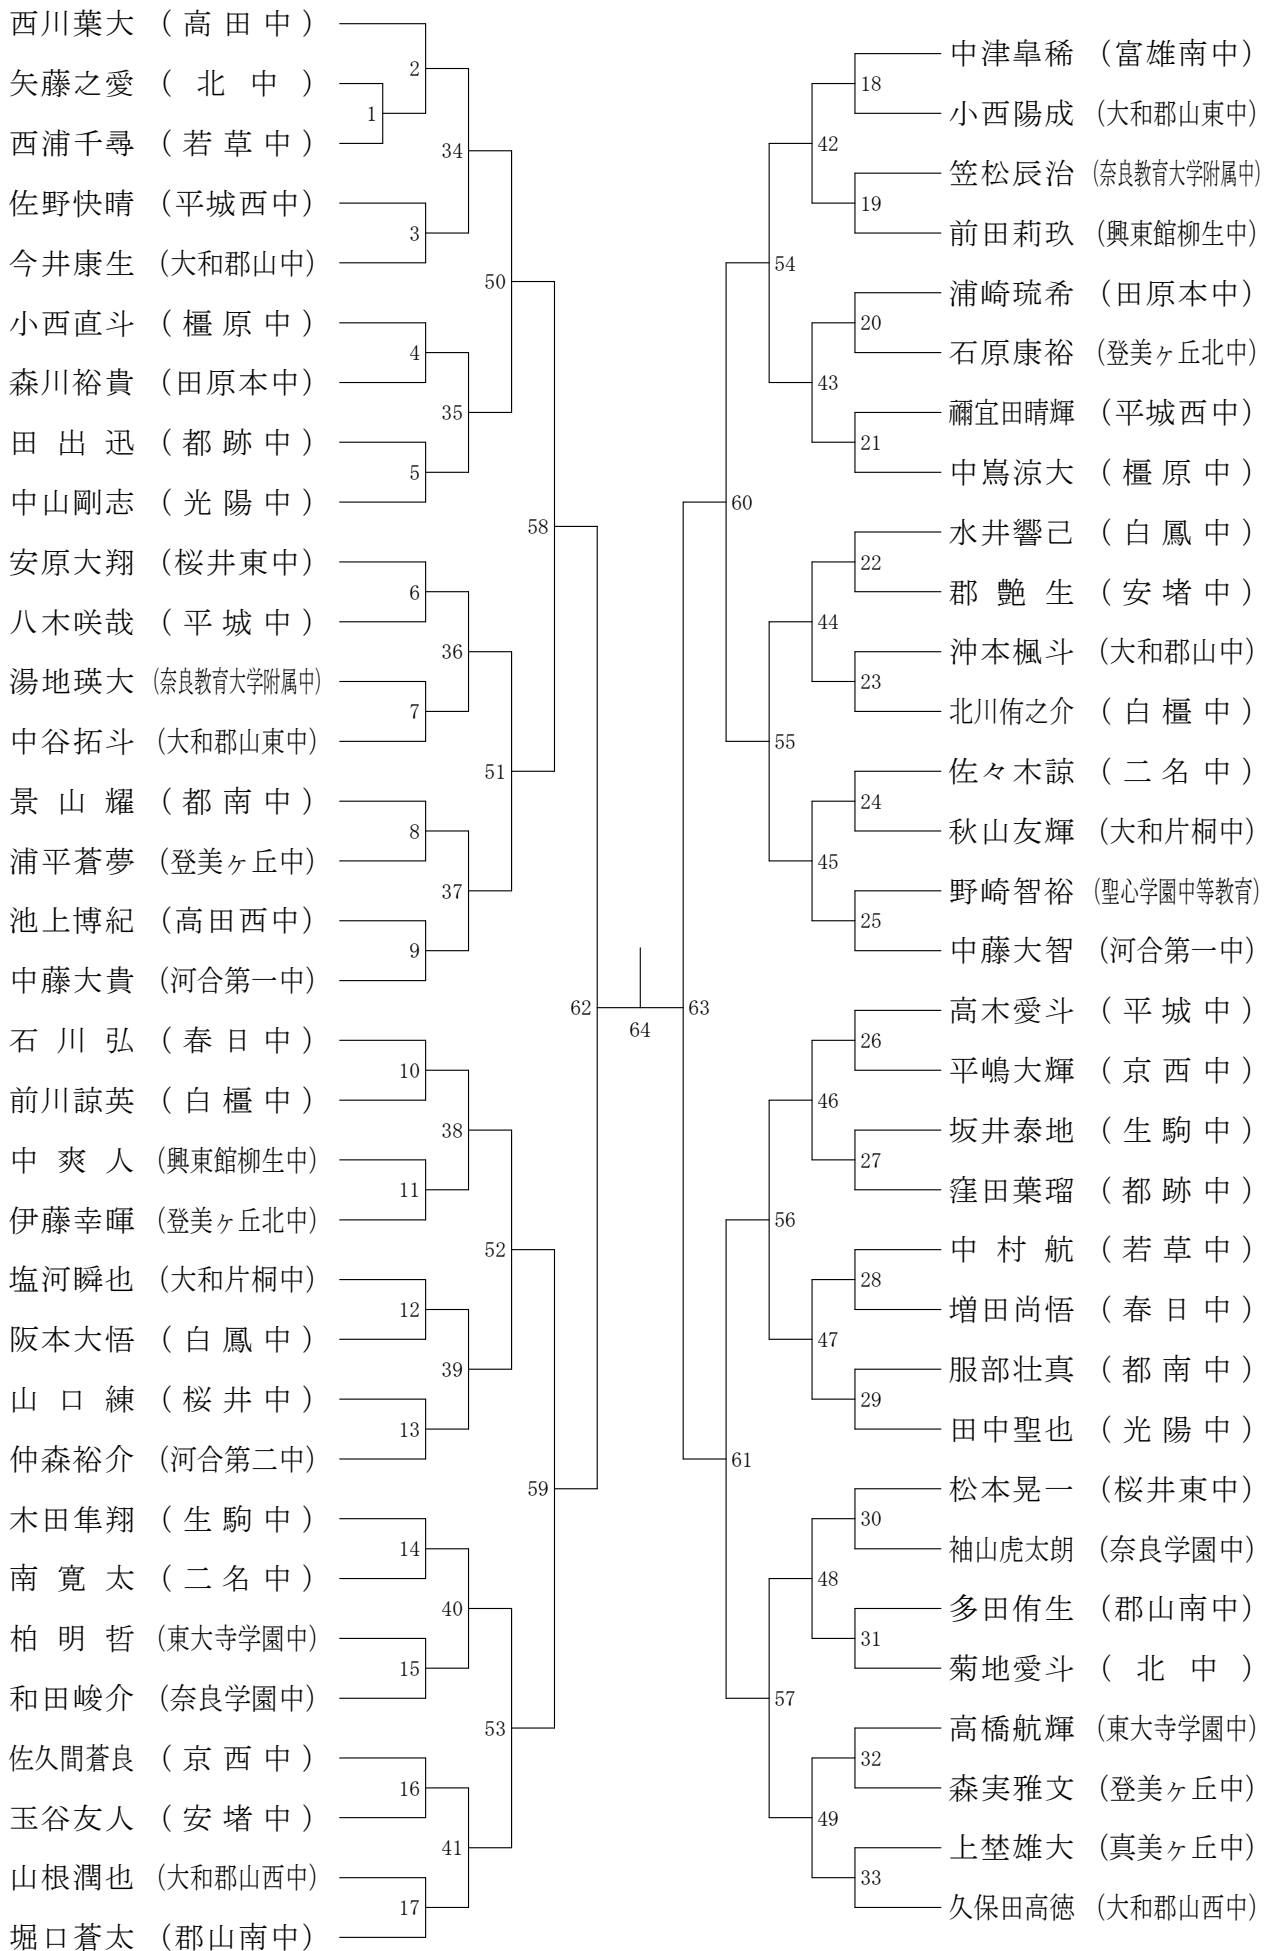 西川葉大 (高田中)
矢藤之愛 (北中)
西浦千尋 (若草中)
佐野快晴 (平城西中)
今井康生 (大和郡山中)
小西直斗 (橿原中)
森川裕貴 (田原本中)
田出迅 (都跡中)
中山剛志 (光陽中)
安原大翔 (桜井東中)
八木咲哉 (平城中)
湯地瑛大 (奈良教育大学附属中)
中谷拓斗 (大和郡山東中)
景山耀 (都南中)
浦平蒼夢 (登美ヶ丘中)
池上博紀 (高田西中)
中藤大貴 (河合第一中)
石川弘 (春日中)
前川諒英 (白橿中)
中爽人 (興東館柳生中)
伊藤幸暉 (登美ヶ丘北中)
塩河瞬也 (大和片桐中)
阪本大悟 (白鳳中)
山口練 (桜井中)
仲森裕介 (河合第二中)
木田隼翔 (生駒中)
南寛太 (二名中)
柏明哲 (東大寺学園中)
和田峻介 (奈良学園中)
佐久間蒼良 (京西中)
玉谷友人 (安堵中)
山根潤也 (大和郡山西中)
堀口蒼太 (郡山南中)
1
2
3
4
5
6
7
8
9
10
11
12
13
14
15
16
17
34
35
36
37
38
39
40
41
50
51
52
53
58
59
62
64
63
60
61
54
55
56
57
42
43
44
45
46
47
48
49
18
19
20
21
22
23
24
25
26
27
28
29
30
31
32
33
中津皐稀 (富雄南中)
小西陽成 (大和郡山東中)
笠松辰治 (奈良教育大学附属中)
前田莉玖 (興東館柳生中)
浦崎琉希 (田原本中)
石原康裕 (登美ヶ丘北中)
禰宜田晴輝 (平城西中)
中嶌涼大 (橿原中)
水井響己 (白鳳中)
郡艶生 (安堵中)
沖本楓斗 (大和郡山中)
北川侑之介 (白橿中)
佐々木諒 (二名中)
秋山友輝 (大和片桐中)
野崎智裕 (聖心学園中等教育)
中藤大智 (河合第一中)
高木愛斗 (平城中)
平嶋大輝 (京西中)
坂井泰地 (生駒中)
窪田葉瑠 (都跡中)
中村航 (若草中)
増田尚悟 (春日中)
服部壮真 (都南中)
田中聖也 (光陽中)
松本晃一 (桜井東中)
袖山虎太朗 (奈良学園中)
多田侑生 (郡山南中)
菊地愛斗 (北中)
高橋航輝 (東大寺学園中)
森実雅文 (登美ヶ丘中)
上埜雄大 (真美ヶ丘中)
久保田高徳 (大和郡山西中)